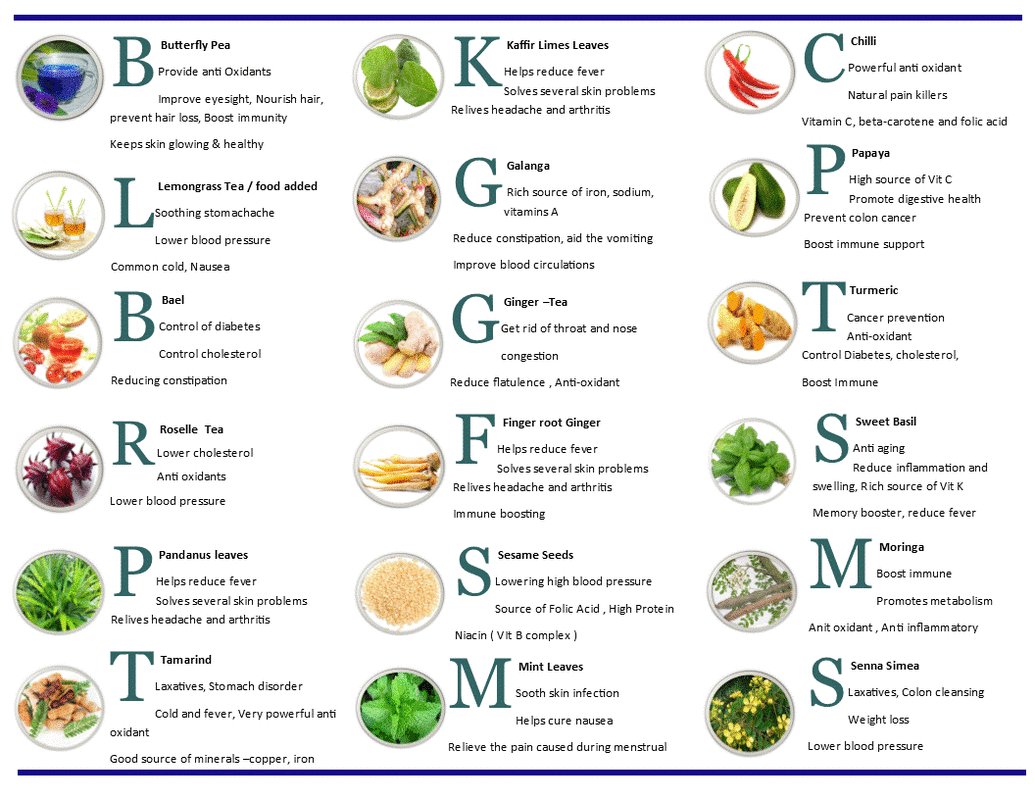 B Butterfly Pea
Provide anti Oxidants
Improve eyesight, Nourish hair,
prevent hair loss, Boost immunity
Keeps skin glowing & healthy
L Lemongrass Tea / food added
Soothing stomachache
Lower blood pressure
Common cold, Nausea
B Bael
Control of diabetes
Control cholesterol
Reducing constipation
R Roselle Tea
Lower cholesterol
Anti oxidants
Lower blood pressure
P Pandanus leaves
Helps reduce fever
Solves several skin problems
Relives headache and arthritis
T Tamarind
Laxatives, Stomach disorder
Cold and fever, Very powerful anti
oxidant
Good source of minerals –copper, iron
K Kaffir Limes Leaves
Helps reduce fever
Solves several skin problems
Relives headache and arthritis
G Galanga
Rich source of iron, sodium,
vitamins A
Reduce constipation, aid the vomiting
Improve blood circulations
G Ginger –Tea
Get rid of throat and nose
congestion
Reduce flatulence , Anti-oxidant
F Finger root Ginger
Helps reduce fever
Solves several skin problems
Relives headache and arthritis
Immune boosting
S Sesame Seeds
Lowering high blood pressure
Source of Folic Acid , High Protein
Niacin ( VIt B complex )
M Mint Leaves
Sooth skin infection
Helps cure nausea
Relieve the pain caused during menstrual
C Chilli
Powerful anti oxidant
Natural pain killers
Vitamin C, beta-carotene and folic acid
P Papaya
High source of Vit C
Promote digestive health
Prevent colon cancer
Boost immune support
T Turmeric
Cancer prevention
Anti-oxidant
Control Diabetes, cholesterol,
Boost Immune
S Sweet Basil
Anti aging
Reduce inflammation and
swelling, Rich source of Vit K
Memory booster, reduce fever
M Moringa
Boost immune
Promotes metabolism
Anit oxidant , Anti inflammatory
S Senna Simea
Laxatives, Colon cleansing
Weight loss
Lower blood pressure